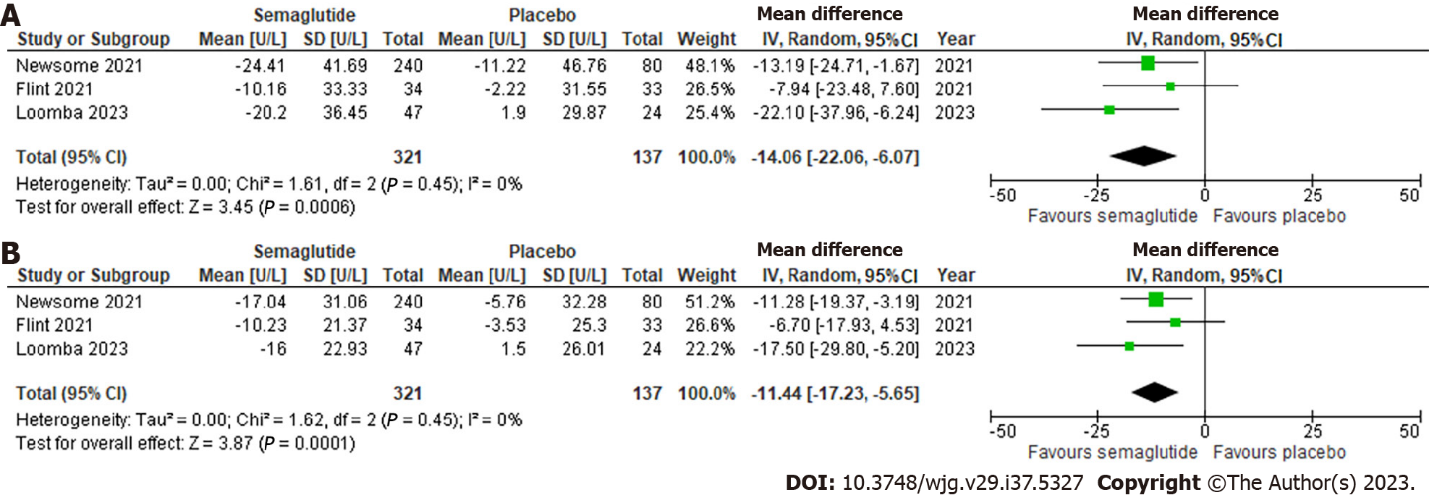 A
Semaglutide Placebo Mean difference Mean difference
Study or Subgroup Mean [U/L] SD [U/L] Total Mean [U/L] SD [U/L] Total Weight IV, Random, 95%CI Year IV, Random, 95%CI
Newsome 2021 -24.41 41.69 240 -11.22 46.76 80 48.1% -13.19 [-24.71, -1.67] 2021
Flint 2021 -10.16 33.33 34 -2.22 31.55 33 26.5% -7.94 [-23.48, 7.60] 2021
Loomba 2023 -20.2 36.45 47 1.9 29.87 24 25.4% -22.10 [-37.96, -6.24] 2023
Total (95% CI) 321 137 100.0% -14.06 [-22.06, -6.07]
Heterogeneity: Tau² = 0.00; Chi² = 1.61, df = 2 (P = 0.45); I² = 0%
Test for overall effect: Z = 3.45 (P = 0.0006)
-50 -25 0 25 50
Favours semaglutide Favours placebo
B
Semaglutide Placebo Mean difference Mean difference
Study or Subgroup Mean [U/L] SD [U/L] Total Mean [U/L] SD [U/L] Total Weight IV, Random, 95%CI Year IV, Random, 95%CI
Newsome 2021 -17.04 31.06 240 -5.76 32.28 80 51.2% -11.28 [-19.37, -3.19] 2021
Flint 2021 -10.23 21.37 34 -3.53 25.3 33 26.6% -6.70 [-17.93, 4.53] 2021
Loomba 2023 -16 22.93 47 1.5 26.01 24 22.2% -17.50 [-29.80, -5.20] 2023
Total (95% CI) 321 137 100.0% -11.44 [-17.23, -5.65]
Heterogeneity: Tau² = 0.00; Chi² = 1.62, df = 2 (P = 0.45); I² = 0%
Test for overall effect: Z = 3.87 (P = 0.0001)
-50 -25 0 25 50
Favours semaglutide Favours placebo
DOI: 10.3748/wjg.v29.i37.5327 Copyright ©The Author(s) 2023.